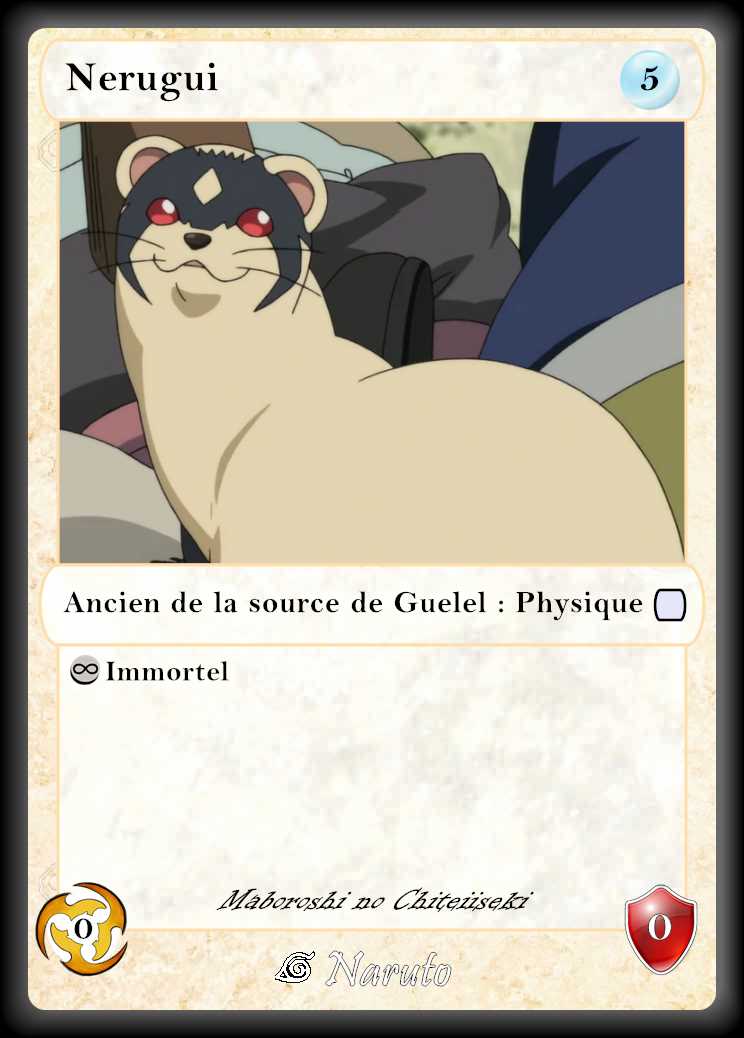 Nerugui
5
Ancien de la source de Guelel : Physique
Immortel
Maboroshi no Chiteiiseki
0
0
Naruto